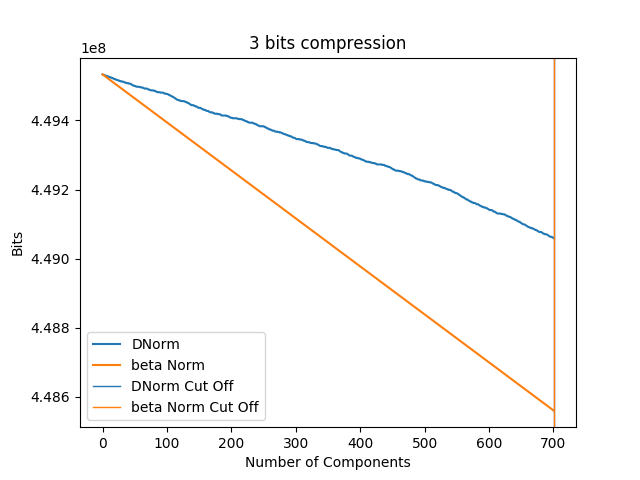 3 bits compression
1e8
4.494
4.492
4.490
4.488
4.486
Bits
DNorm
beta Norm
DNorm Cut Off
beta Norm Cut Off
0 100 200 300 400 500 600 700
Number of Components